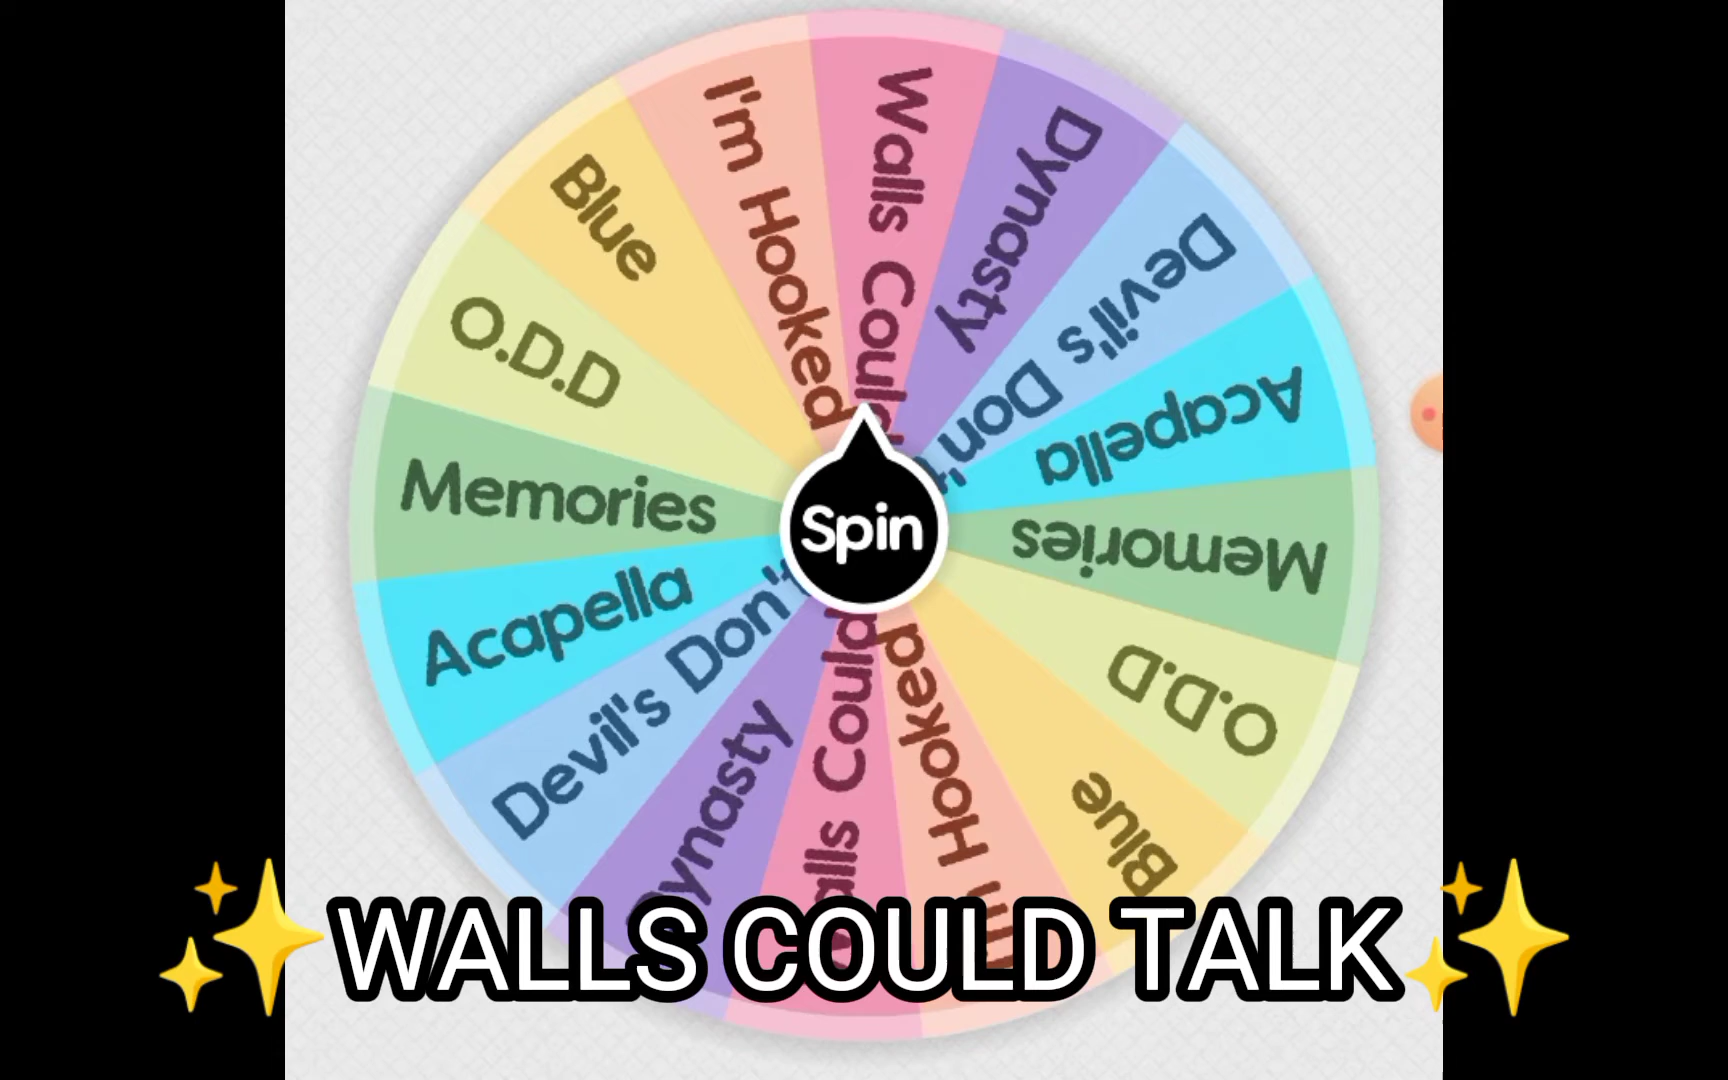 I'm Hooked
Walls Could
Dynasty
Devil's Don't
Acapella
Memories
O.D.D
Blue
I'm Hooked
alls Could
Dynasty
Devil's Don't
Acapella
Memories
O.D.D
Blue
Spin
✨WALLS COULD TALK✨